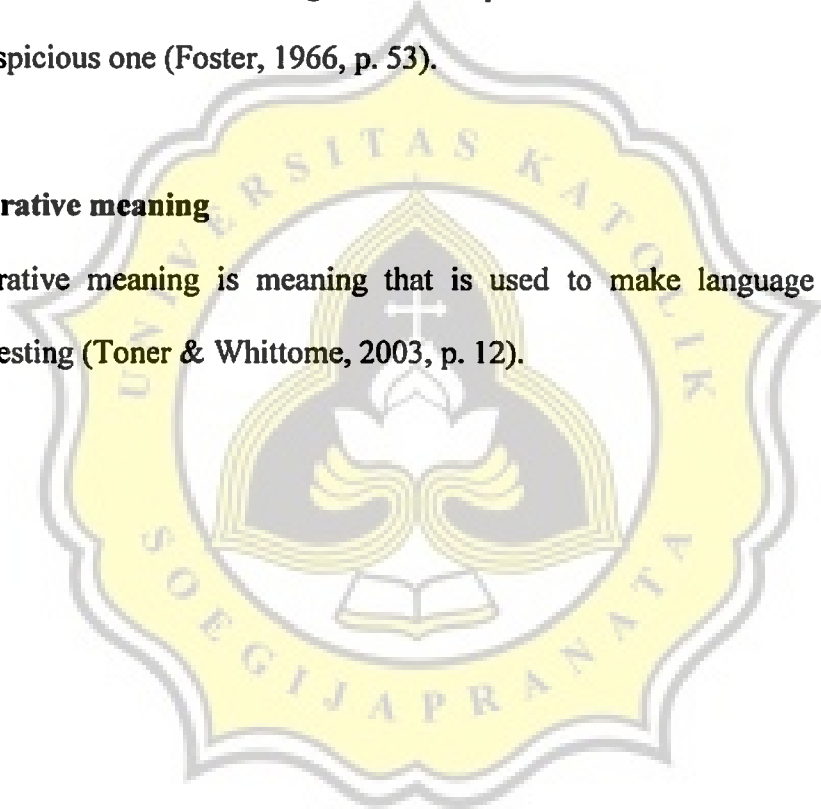 spicious one (Foster, 1966, p. 53).
rative meaning
rative meaning is meaning that is used to make language
esting (Toner & Whittome, 2003, p. 12).
UNIVERSITAS KATOLIK
SOEGIJAPRANATA